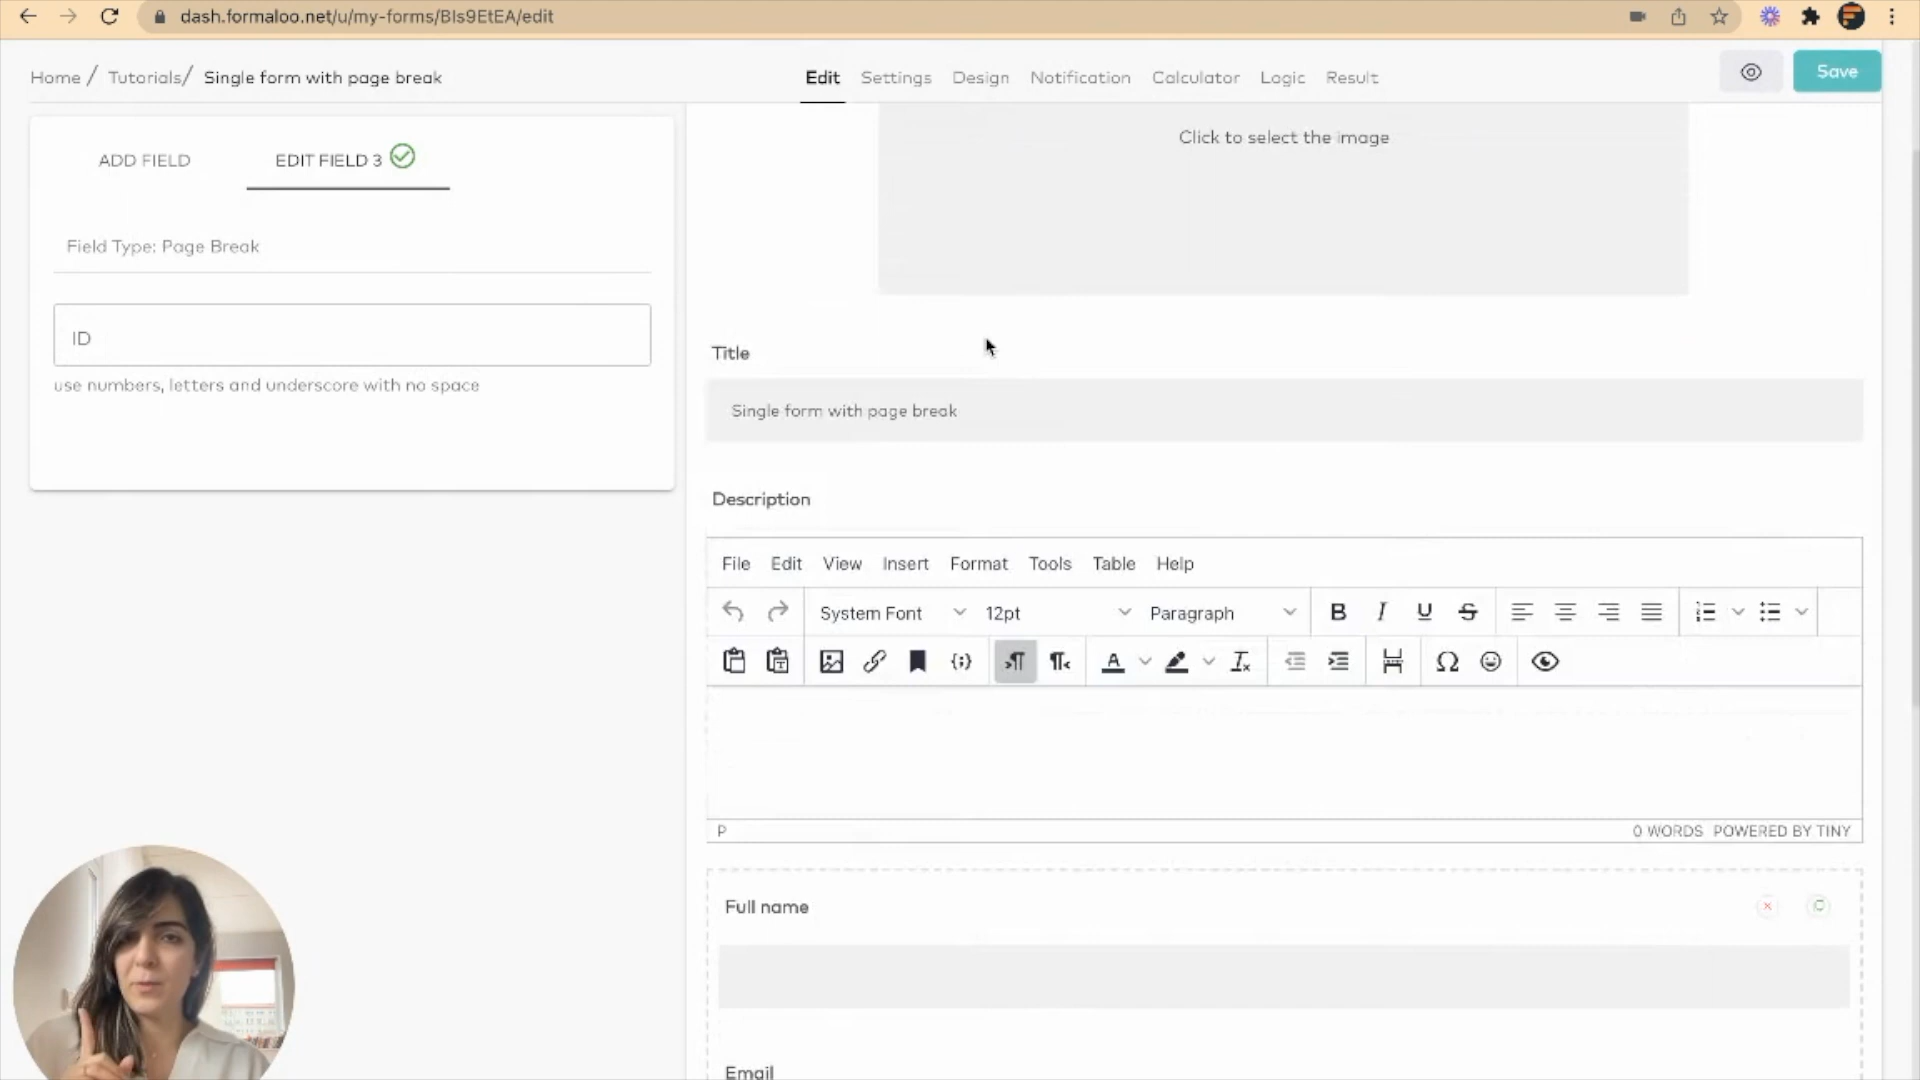 dash.formaloo.net/u/my-forms/BIs9EtEA/edit
Home / Tutorials/ Single form with page break
Edit Settings Design Notification Calculator Logic Result
Save
ADD FIELD EDIT FIELD 3
Field Type: Page Break
ID
use numbers, letters and underscore with no space
Click to select the image
Title
Single form with page break
Description
File Edit View Insert Format Tools Table Help
System Font 12pt Paragraph B I U S
P 0 WORDS POWERED BY TINY
Full name
Email